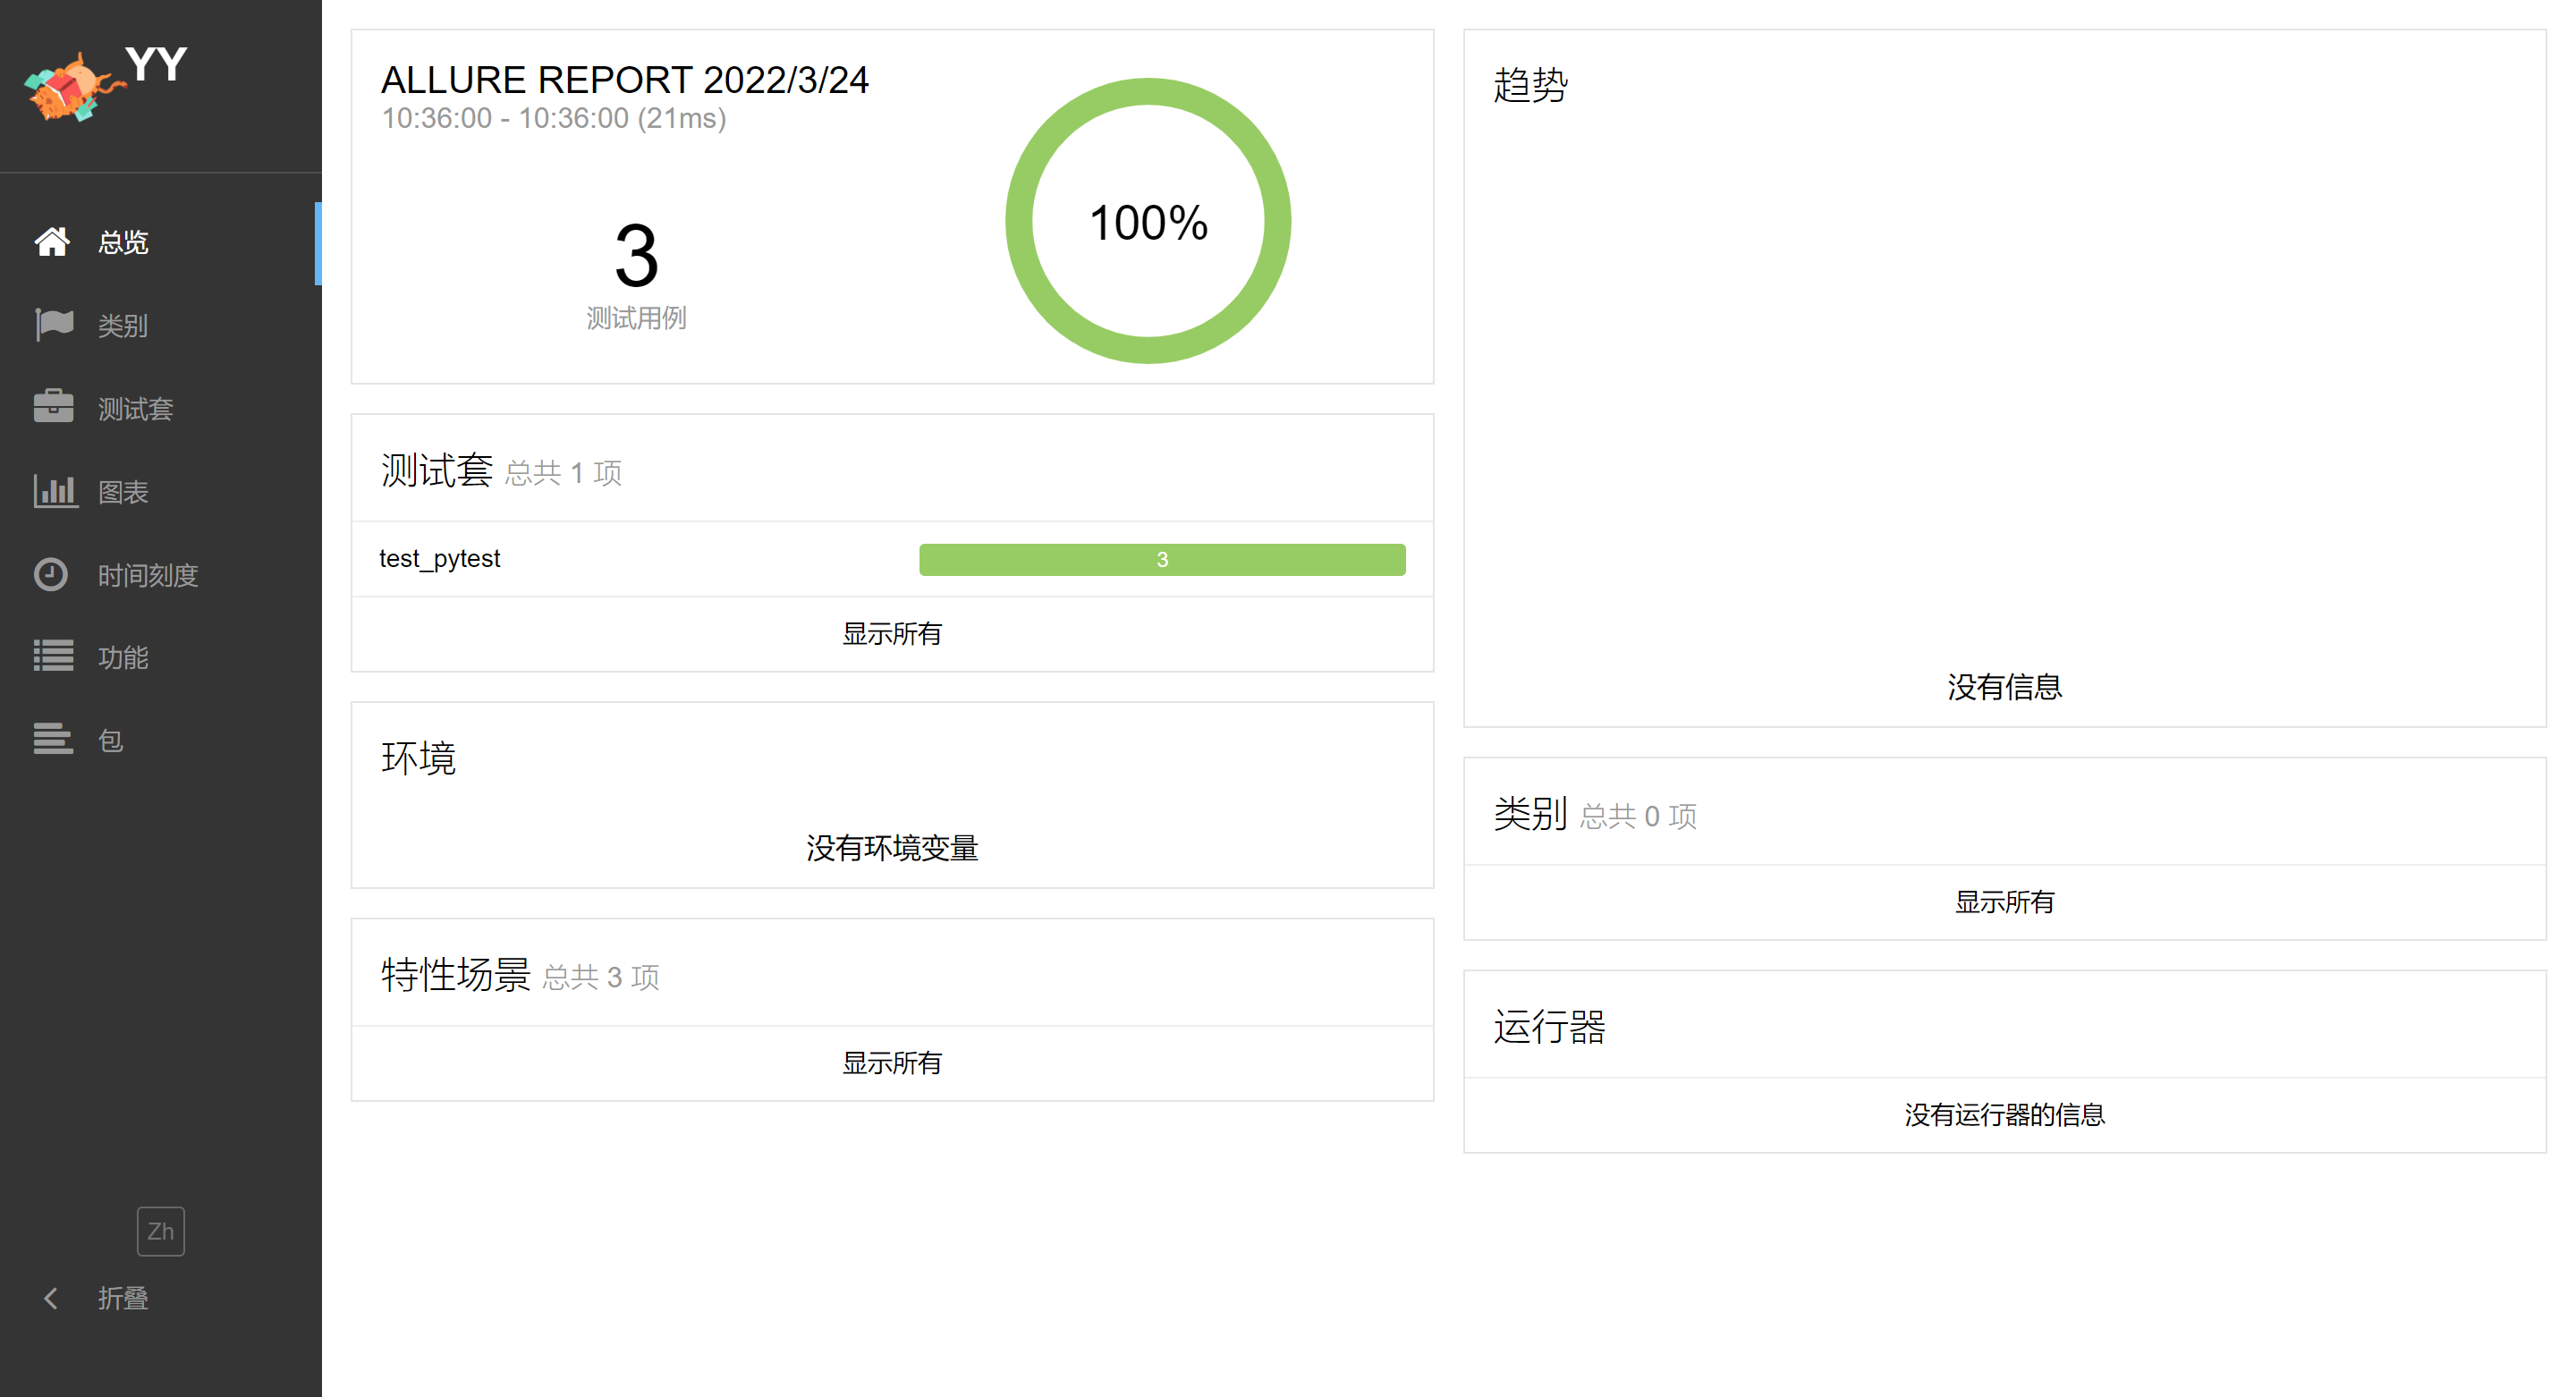 YY
总览
类别
测试套
图表
时间刻度
功能
包
Zh
折叠
ALLURE REPORT 2022/3/24
10:36:00 - 10:36:00 (21ms)
3
测试用例
100%
测试套 总共 1 项
test_pytest 3
显示所有
环境
没有环境变量
特性场景 总共 3 项
显示所有
趋势
没有信息
类别 总共 0 项
显示所有
运行器
没有运行器的信息